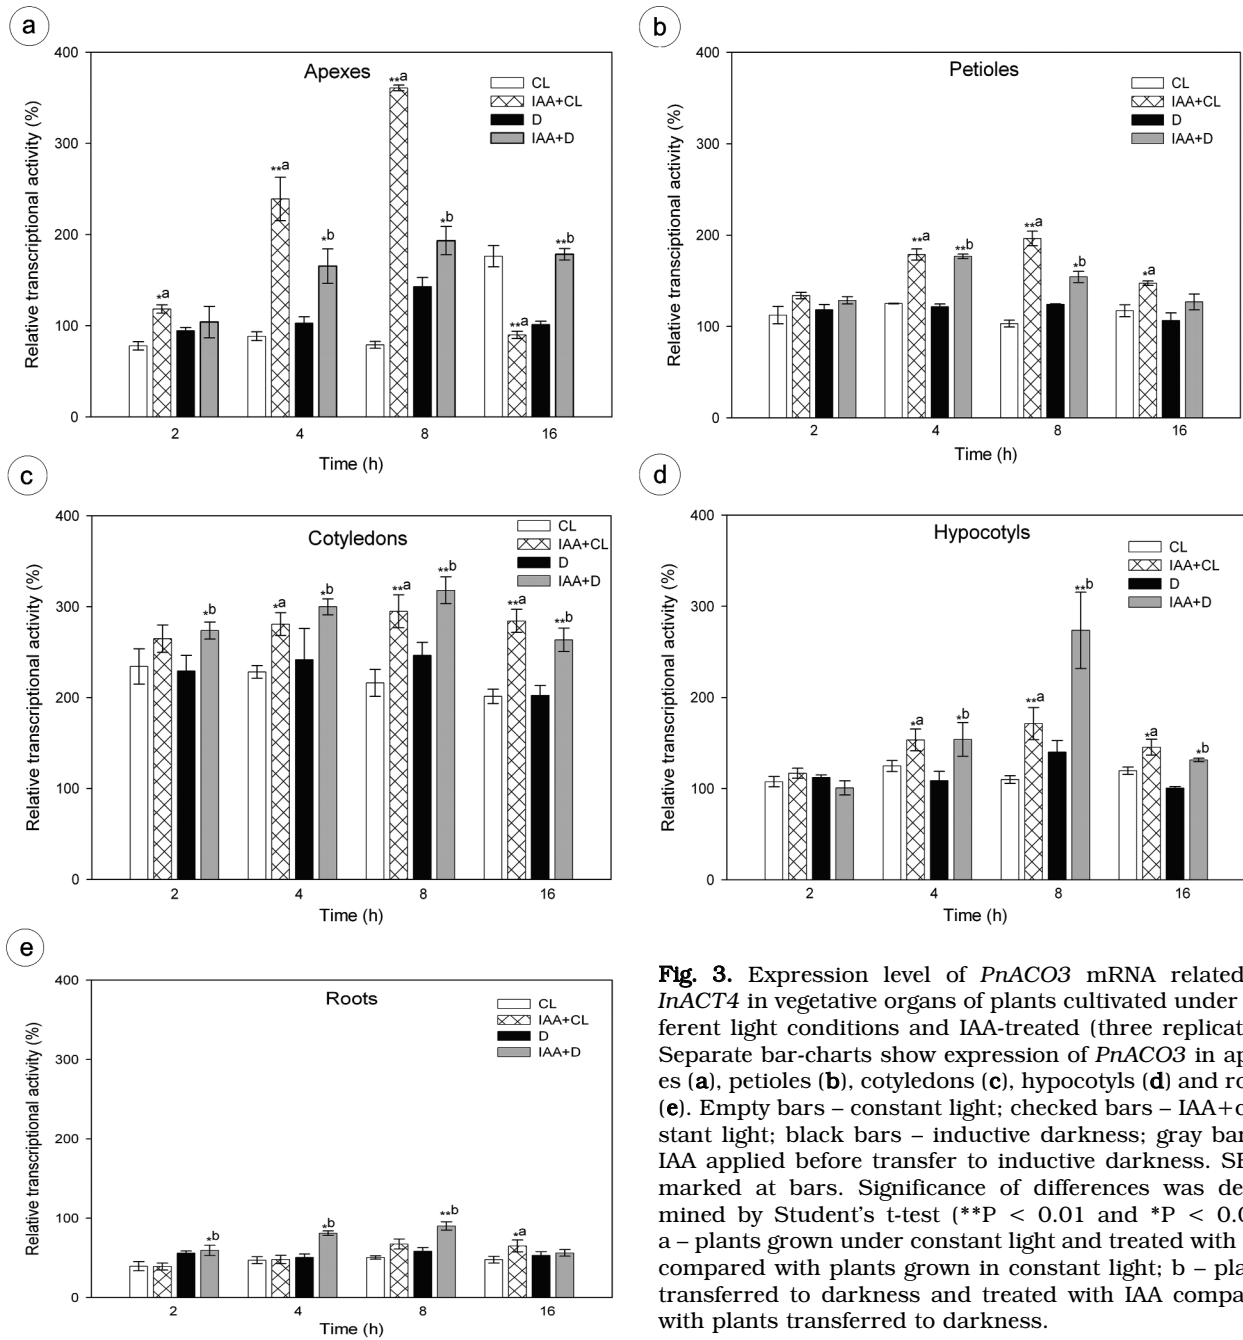 a
Apexes
400
300
200
100
0
Relative transcriptional activity (%)
CL
IAA+CL
D
IAA+D
*a
**a
*b
**a
*b
**a
**b
2 4 8 16
Time (h)
b
Petioles
400
300
200
100
0
Relative transcriptional activity (%)
CL
IAA+CL
D
IAA+D
**a
**b
**a
*b
*a
2 4 8 16
Time (h)
c
Cotyledons
400
300
200
100
0
Relative transcriptional activity (%)
CL
IAA+CL
D
IAA+D
*b
*a
*b
**a
**b
**a
**b
2 4 8 16
Time (h)
d
Hypocotyls
400
300
200
100
0
Relative transcriptional activity (%)
CL
IAA+CL
D
IAA+D
*a
*b
**a
**b
*a
*b
2 4 8 16
Time (h)
e
Roots
400
300
200
100
0
Relative transcriptional activity (%)
CL
IAA+CL
D
IAA+D
*b
*b
**b
*a
2 4 8 16
Time (h)
Fig. 3. Expression level of PnACO3 mRNA related
InACT4 in vegetative organs of plants cultivated under
ferent light conditions and IAA-treated (three replicat
Separate bar-charts show expression of PnACO3 in ap
es (a), petioles (b), cotyledons (c), hypocotyls (d) and ro
(e). Empty bars – constant light; checked bars – IAA+c
stant light; black bars – inductive darkness; gray bar
IAA applied before transfer to inductive darkness. SE
marked at bars. Significance of differences was de
mined by Student's t-test (**P < 0.01 and *P < 0.0
a – plants grown under constant light and treated with
compared with plants grown in constant light; b – pla
transferred to darkness and treated with IAA compa
with plants transferred to darkness.